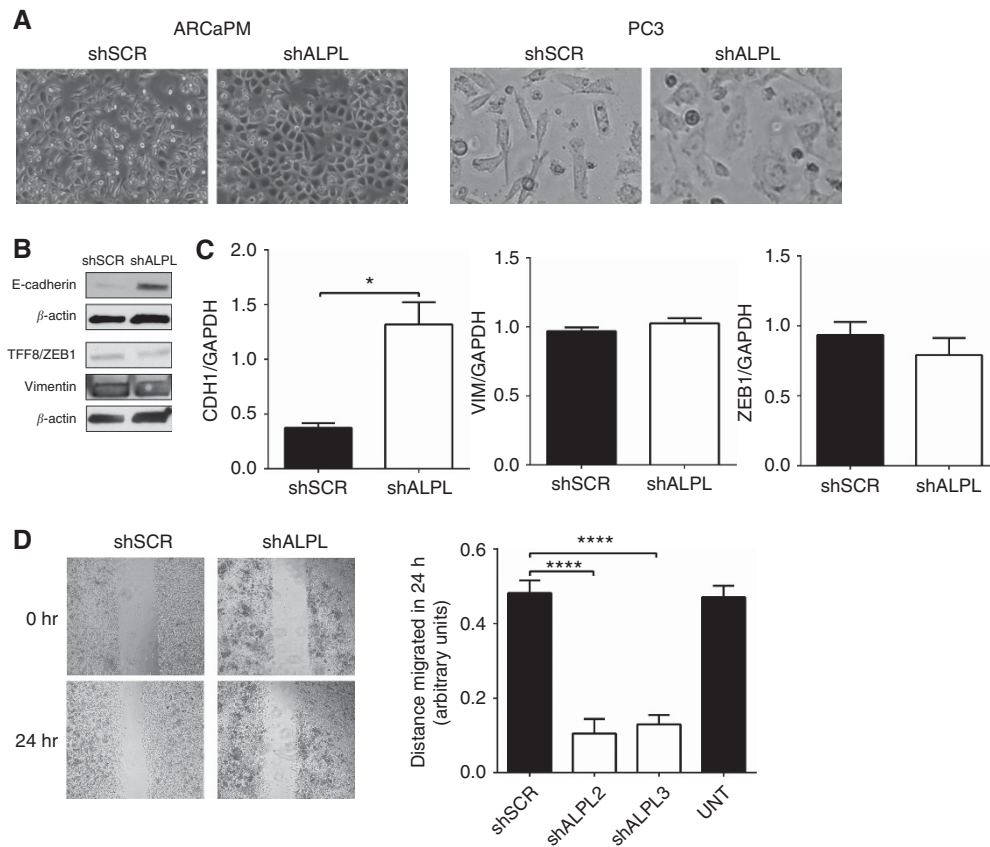 A
ARCaPM
PC3
shSCR
shALPL
shSCR
shALPL
B
shSCR shALPL
E-cadherin
β-actin
TFF8/ZEB1
Vimentin
β-actin
C
CDH1/GAPDH
2.0
1.5
1.0
0.5
0.0
*
shSCR
shALPL
VIM/GAPDH
1.5
1.0
0.5
0.0
shSCR
shALPL
ZEB1/GAPDH
1.5
1.0
0.5
0.0
shSCR
shALPL
D
shSCR
shALPL
0 hr
24 hr
Distance migrated in 24 h
(arbitrary units)
0.6
0.4
0.2
0.0
****
****
shSCR
shALPL2
shALPL3
UNT